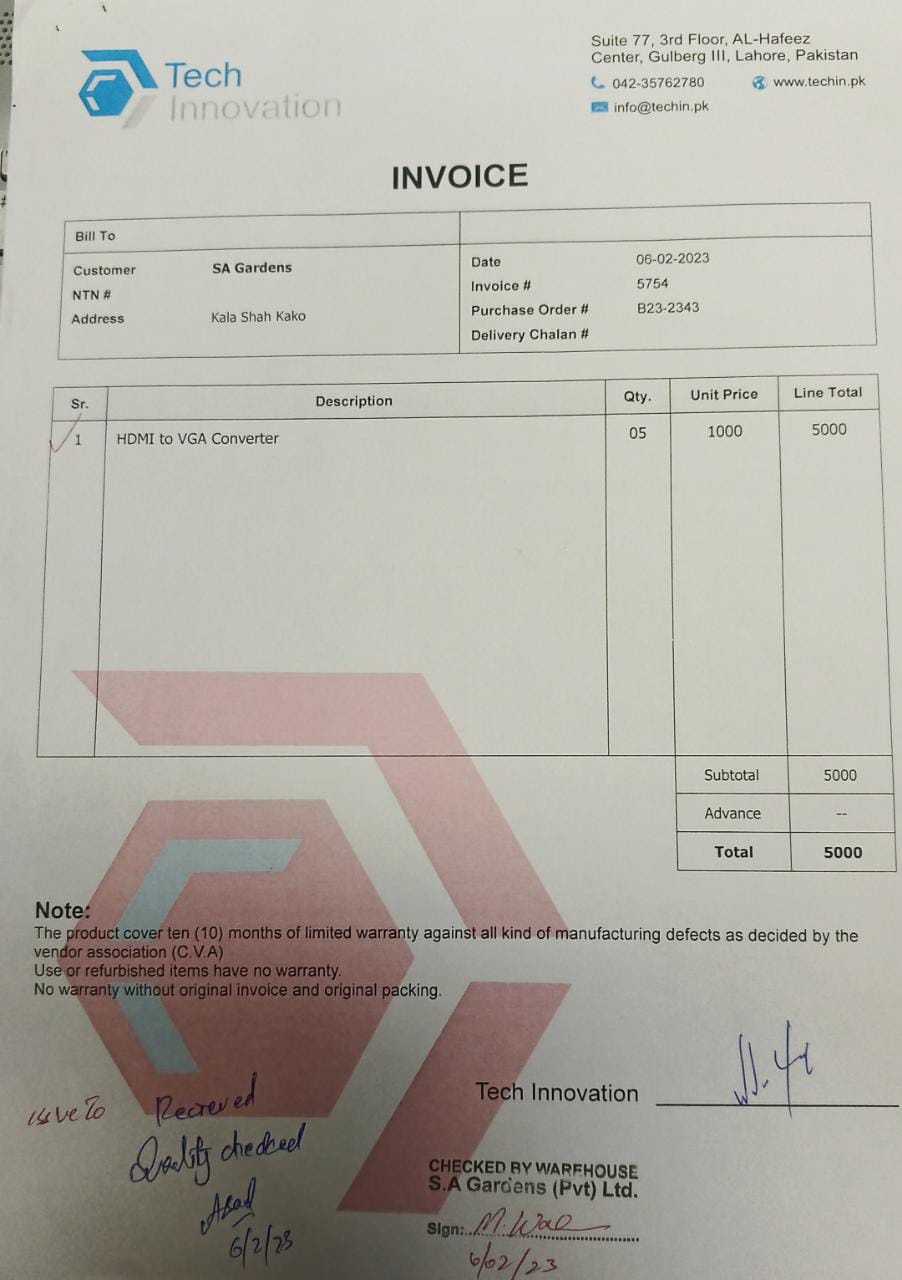 Tech
Innovation
Suite 77, 3rd Floor, AL-Hafeez
Center, Gulberg III, Lahore, Pakistan
042-35762780 www.techin.pk
info@techin.pk
INVOICE
Bill To
Customer SA Gardens
NTN #
Address Kala Shah Kako
Date 06-02-2023
Invoice # 5754
Purchase Order # B23-2343
Delivery Chalan #
Sr. Description Qty. Unit Price Line Total
1 HDMI to VGA Converter 05 1000 5000
Subtotal 5000
Advance --
Total 5000
Note:
The product cover ten (10) months of limited warranty against all kind of manufacturing defects as decided by the
vendor association (C.V.A)
Use or refurbished items have no warranty.
No warranty without original invoice and original packing.
Tech Innovation
issue To
Recieved
Quality checked
Asad
6/2/23
CHECKED BY WAREHOUSE
S.A Gardens (Pvt) Ltd.
Sign:
6/02/23